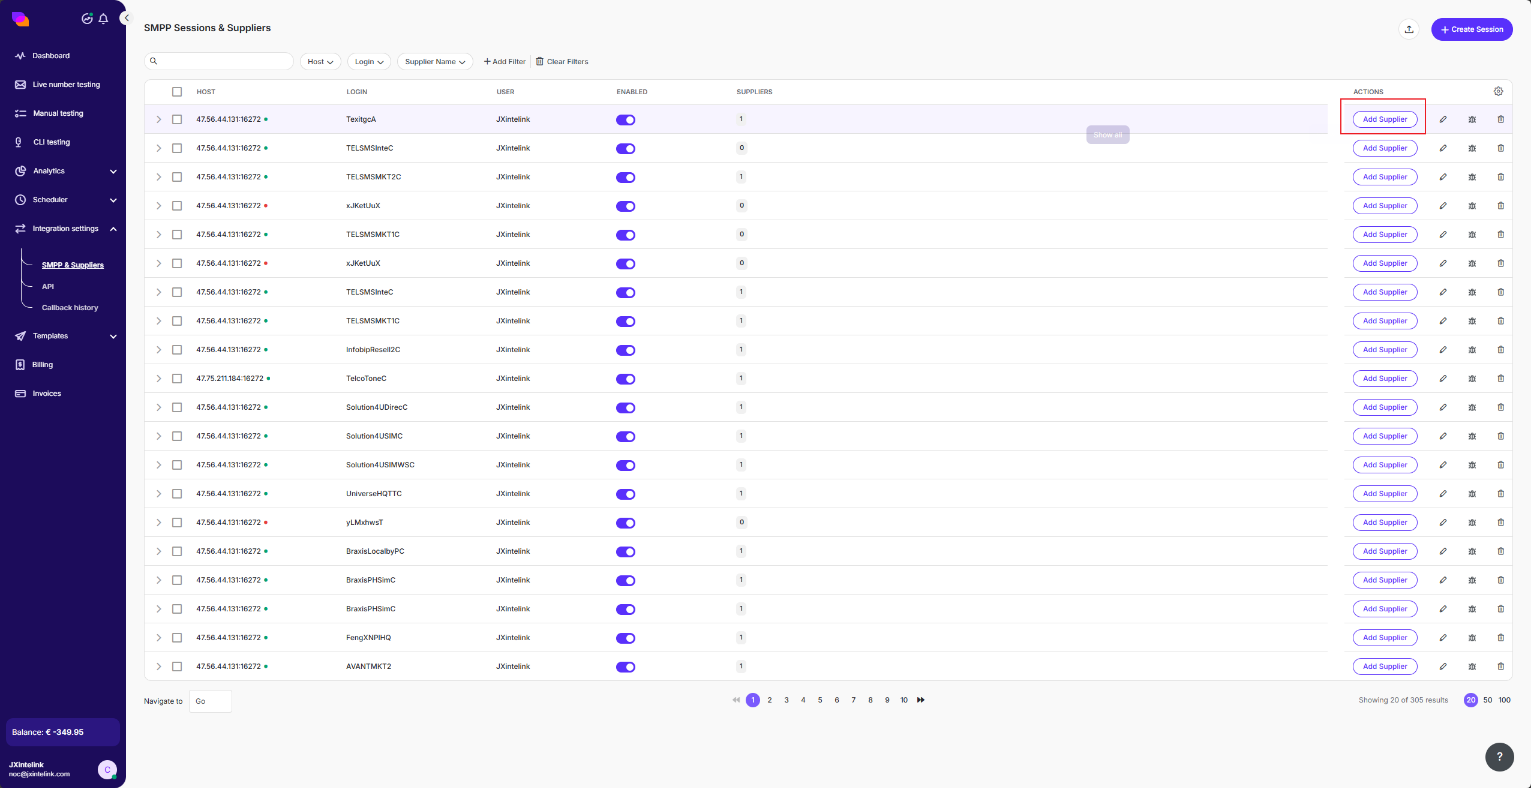 SMPP Sessions & Suppliers
+ Create Session
Dashboard
Live number testing
Manual testing
CLI testing
Analytics
Scheduler
Integration settings
SMPP & Suppliers
API
Callback history
Templates
Billing
Invoices
Balance: € -349.95
JXintelink
noc@jxintelink.com
C
Host
Login
Supplier Name
+ Add Filter
Clear Filters
HOST LOGIN USER ENABLED SUPPLIERS ACTIONS
47.56.44.131:16272 TexitgcA JXintelink 1 Add Supplier
Show all
47.56.44.131:16272 TELSMSInteC JXintelink 0 Add Supplier
47.56.44.131:16272 TELSMSMKT2C JXintelink 1 Add Supplier
47.56.44.131:16272 xJKetUuX JXintelink 0 Add Supplier
47.56.44.131:16272 TELSMSMKT1C JXintelink 0 Add Supplier
47.56.44.131:16272 xJKetUuX JXintelink 0 Add Supplier
47.56.44.131:16272 TELSMSInteC JXintelink 1 Add Supplier
47.56.44.131:16272 TELSMSMKT1C JXintelink 1 Add Supplier
47.56.44.131:16272 InfobipResell2C JXintelink 1 Add Supplier
47.75.211.184:16272 TelcoToneC JXintelink 1 Add Supplier
47.56.44.131:16272 Solution4UDirecC JXintelink 1 Add Supplier
47.56.44.131:16272 Solution4USIMC JXintelink 1 Add Supplier
47.56.44.131:16272 Solution4USIMWSC JXintelink 1 Add Supplier
47.56.44.131:16272 UniverseHQTTC JXintelink 1 Add Supplier
47.56.44.131:16272 yLMxhwsT JXintelink 0 Add Supplier
47.56.44.131:16272 BraxisLocalbyPC JXintelink 1 Add Supplier
47.56.44.131:16272 BraxisPHSimC JXintelink 1 Add Supplier
47.56.44.131:16272 BraxisPHSimC JXintelink 1 Add Supplier
47.56.44.131:16272 FengXNPIHQ JXintelink 1 Add Supplier
47.56.44.131:16272 AVANTMKT2 JXintelink 1 Add Supplier
Navigate to Go 1 2 3 4 5 6 7 8 9 10 Showing 20 of 305 results 20 50 100
?